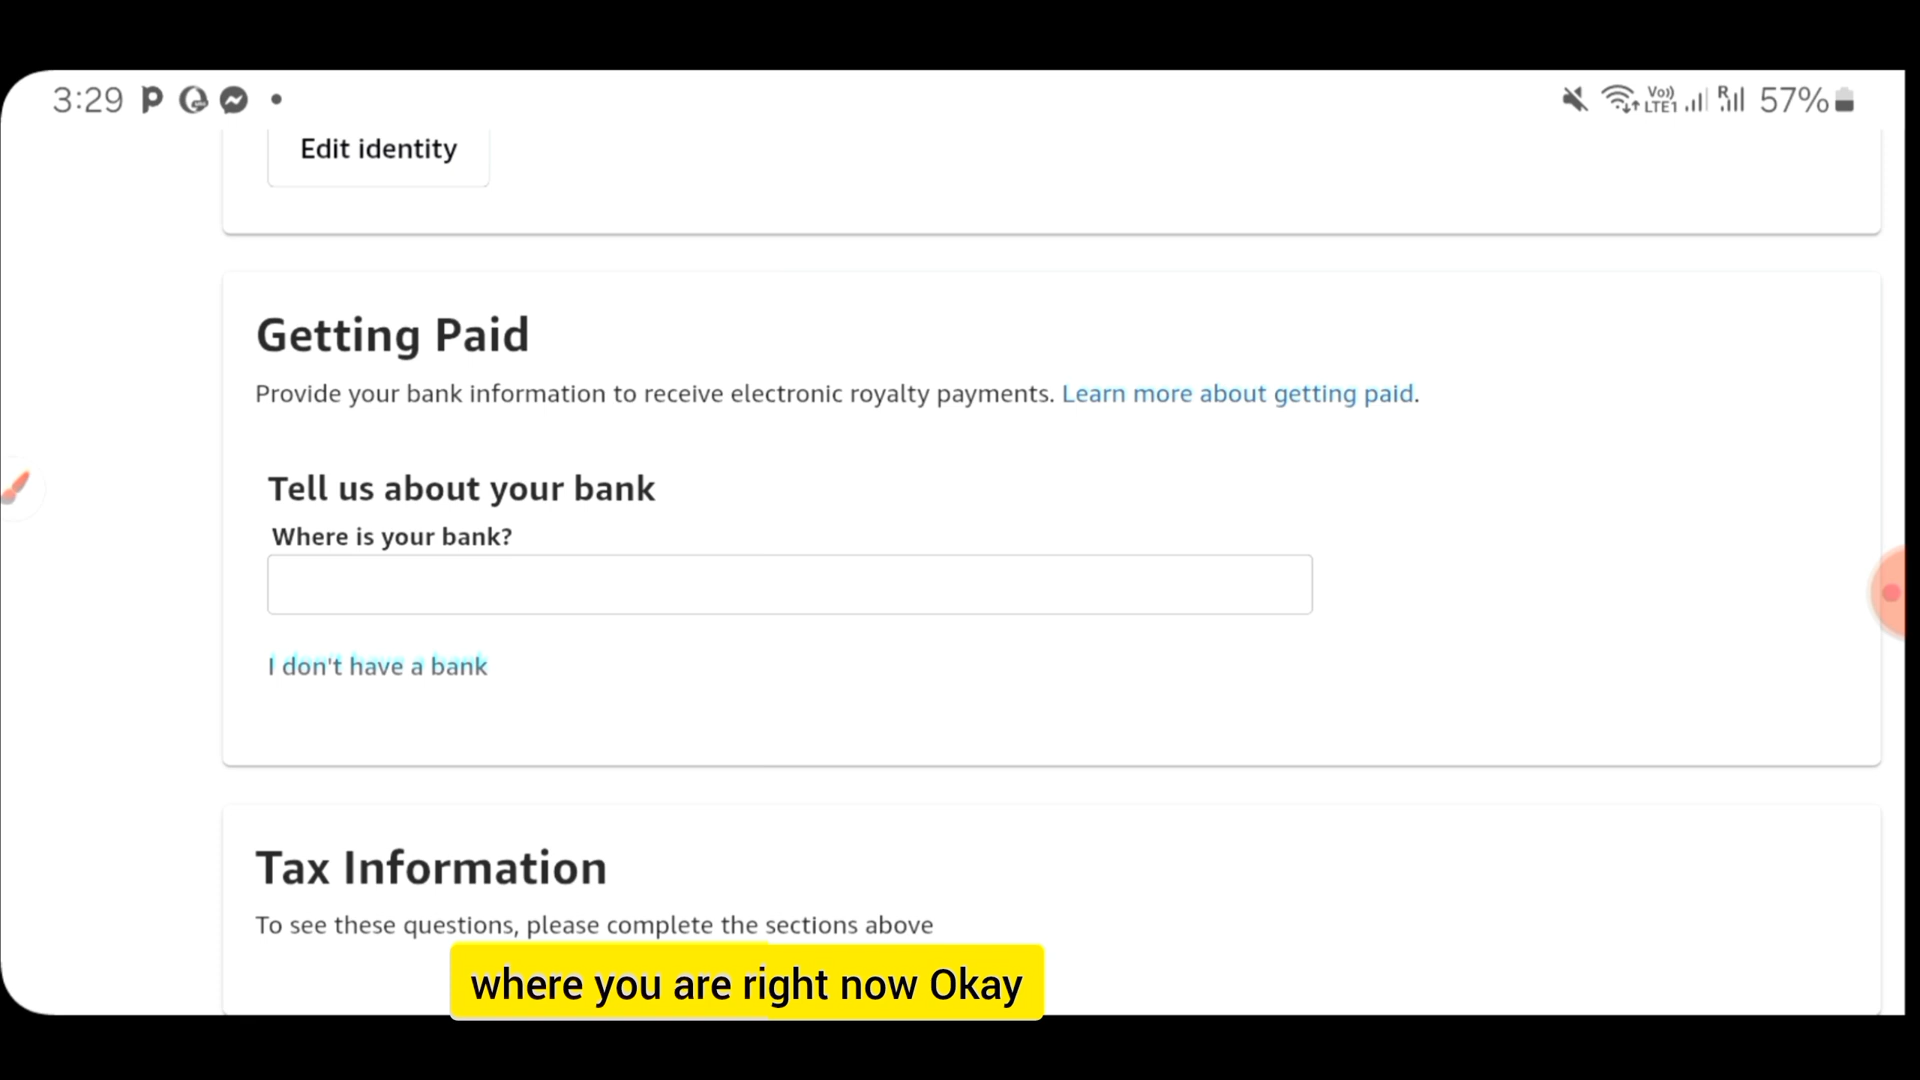 3:29
Vo))
LTE1
R
57%
Edit identity
Getting Paid
Provide your bank information to receive electronic royalty payments. Learn more about getting paid.
Tell us about your bank
Where is your bank?
I don't have a bank
Tax Information
To see these questions, please complete the sections above
where you are right now Okay